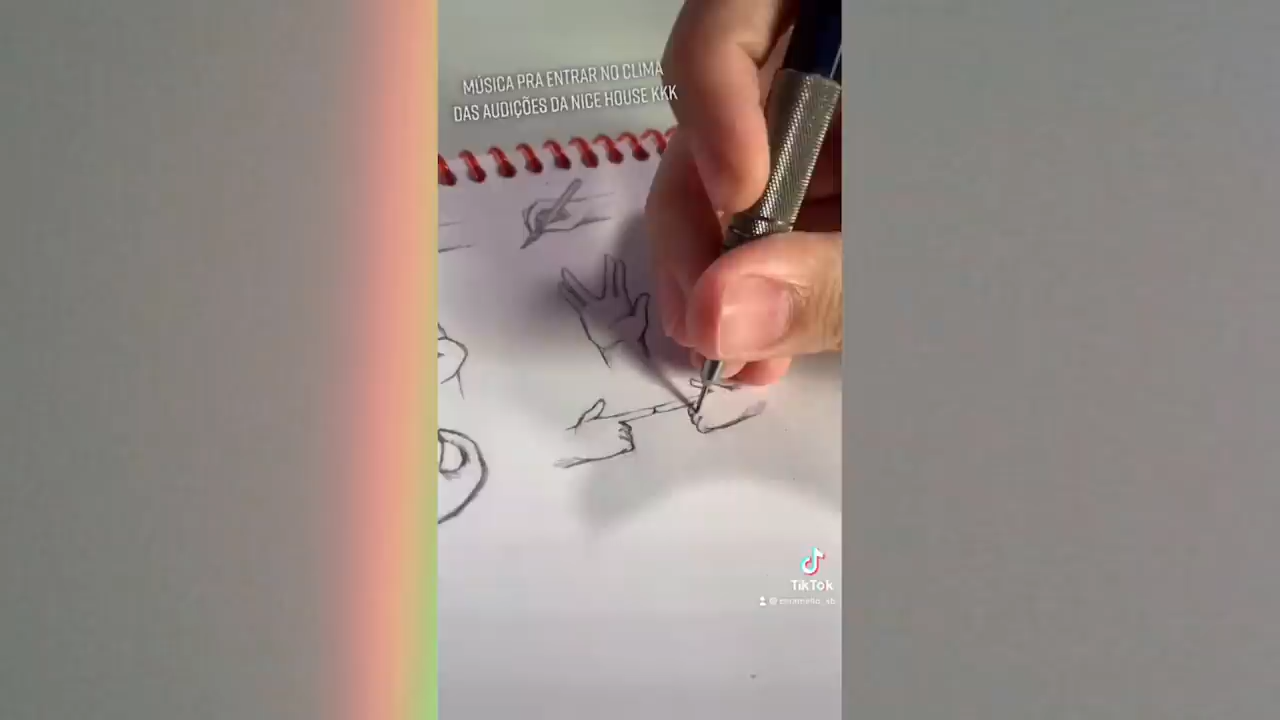 MÚSICA PRA ENTRAR NO CLIMA
DAS AUDIÇÕES DA NICE HOUSE KKK
TikTok